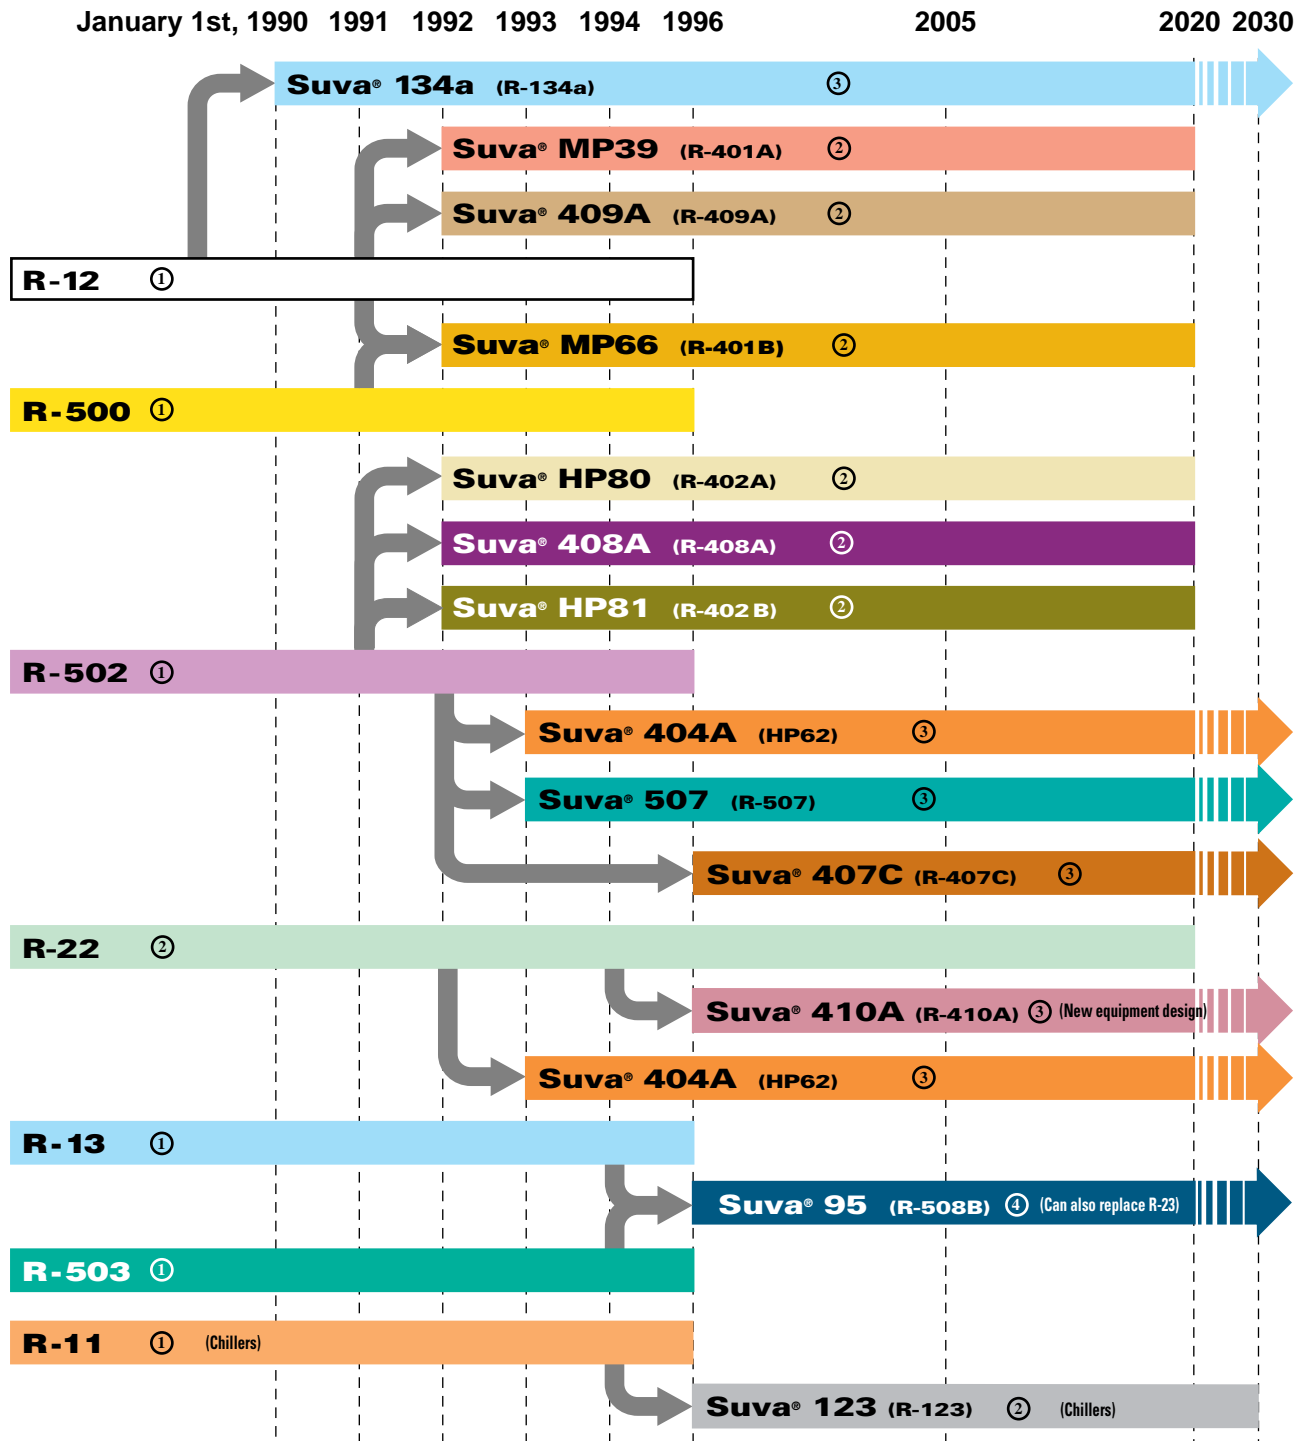 January 1st, 1990 1991 1992 1993 1994 1996 2005 2020 2030
Suva® 134a (R-134a) ③
Suva® MP39 (R-401A) ②
Suva® 409A (R-409A) ②
R-12 ①
Suva® MP66 (R-401B) ②
R-500 ①
Suva® HP80 (R-402A) ②
Suva® 408A (R-408A) ②
Suva® HP81 (R-402 B) ②
R-502 ①
Suva® 404A (HP62) ③
Suva® 507 (R-507) ③
Suva® 407C (R-407C) ③
R-22 ②
Suva® 410A (R-410A) ③ (New equipment design)
Suva® 404A (HP62) ③
R-13 ①
Suva® 95 (R-508B) ④ (Can also replace R-23)
R-503 ①
R-11 ① (Chillers)
Suva® 123 (R-123) ② (Chillers)